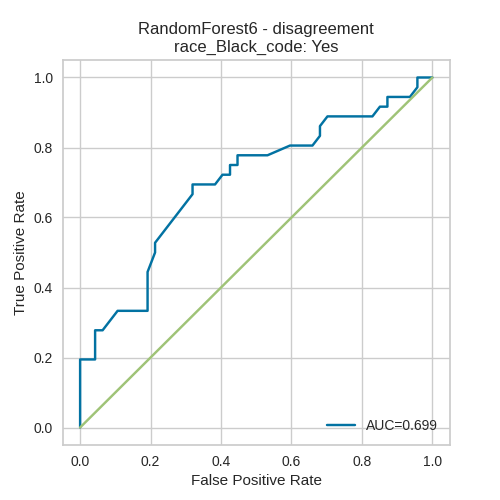 RandomForest6 - disagreement
race_Black_code: Yes
1.0
0.8
0.6
0.4
0.2
0.0
True Positive Rate
AUC=0.699
0.0 0.2 0.4 0.6 0.8 1.0
False Positive Rate